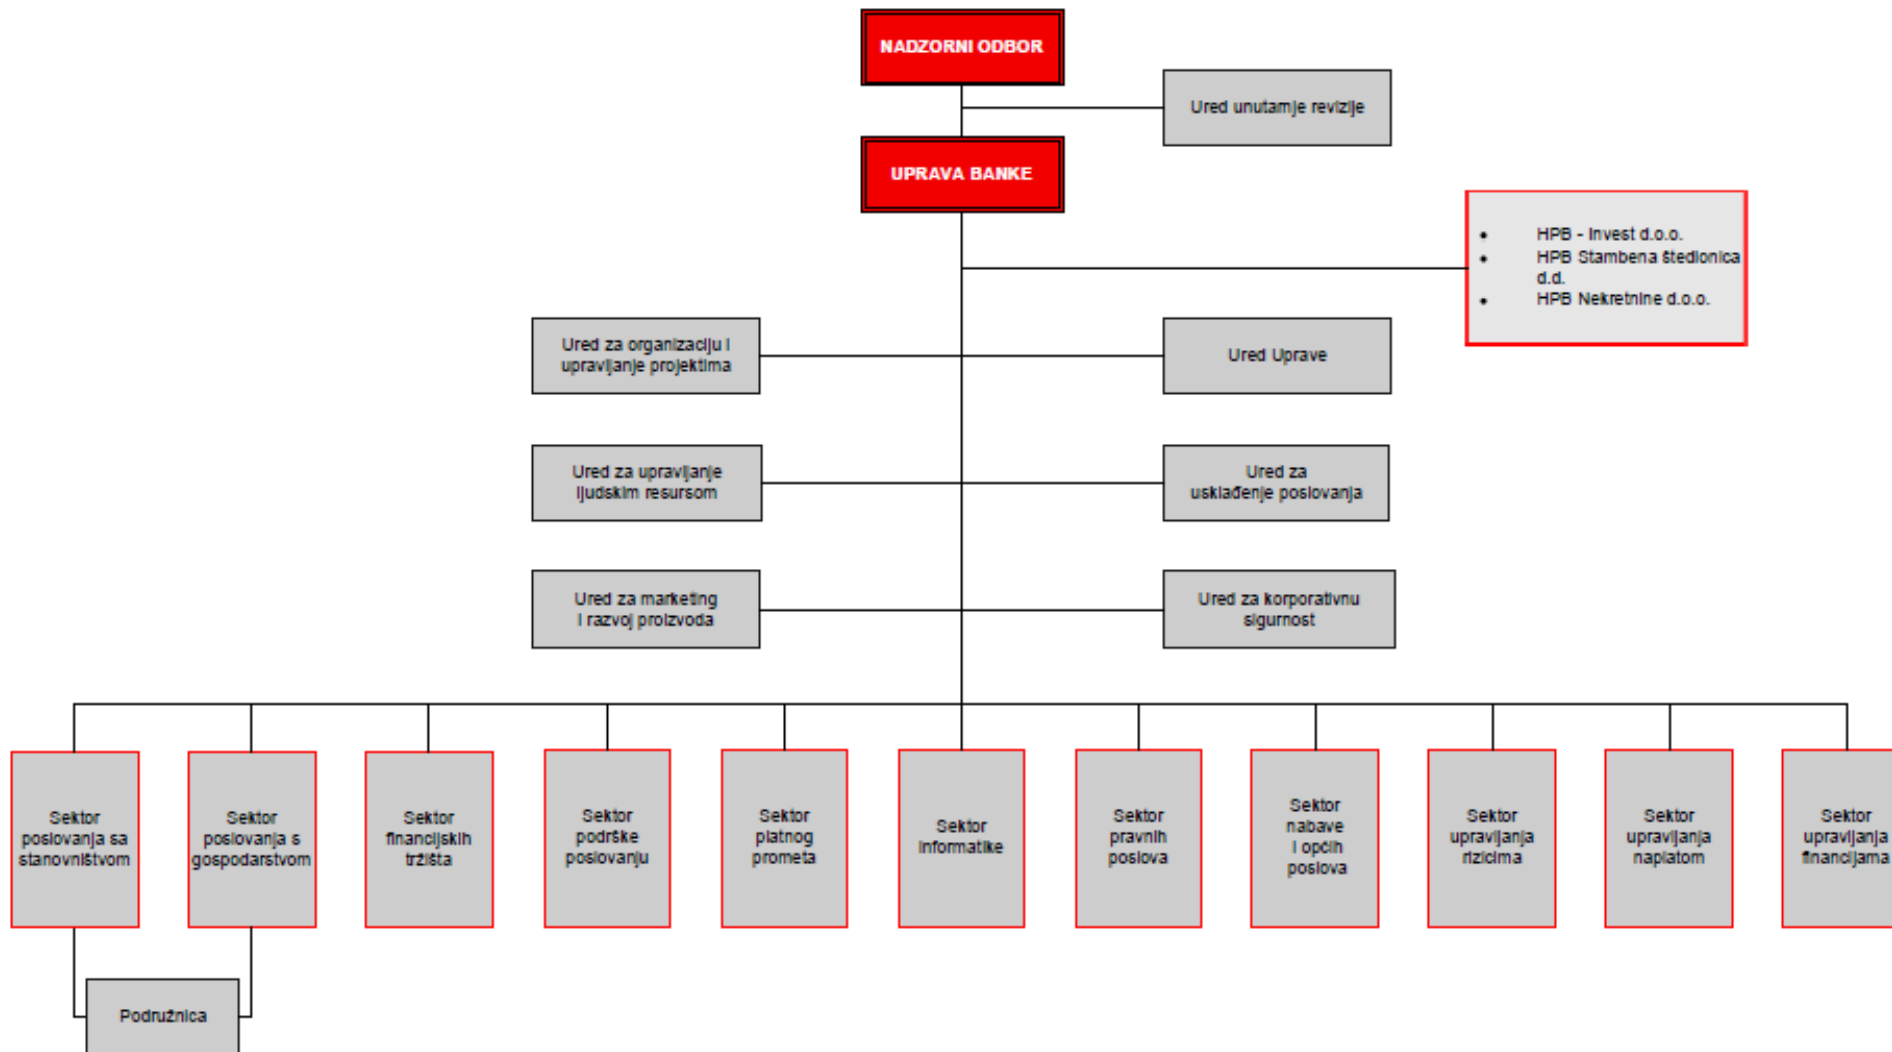 NADZORNI ODBOR
Ured unutarnje revizije
UPRAVA BANKE
• HPB - Invest d.o.o.
• HPB Stambena štedionica
d.d.
• HPB Nekretnine d.o.o.
Ured za organizaciju i
upravljanje projektima
Ured Uprave
Ured za upravljanje
ljudskim resursom
Ured za
usklađenje poslovanja
Ured za marketing
i razvoj proizvoda
Ured za korporativnu
sigurnost
Sektor
poslovanja sa
stanovništvom
Sektor
poslovanja s
gospodarstvom
Sektor
financijskih
tržišta
Sektor
podrške
poslovanju
Sektor
platnog
prometa
Sektor
informatike
Sektor
pravnih
poslova
Sektor
nabave
i općih
poslova
Sektor
upravljanja
rizicima
Sektor
upravljanja
naplatom
Sektor
upravljanja
financijama
Podružnica